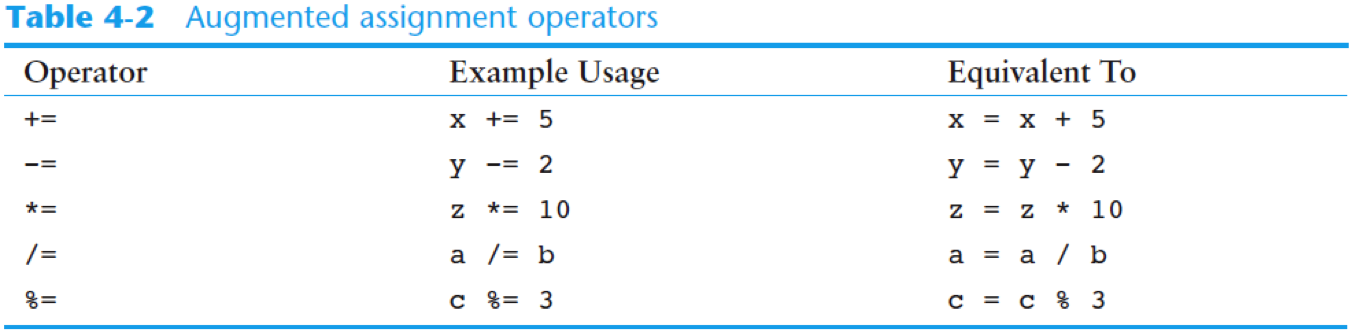 Table 4-2 Augmented assignment operators
Operator Example Usage Equivalent To
+= x += 5 x = x + 5
-= y -= 2 y = y - 2
*= z *= 10 z = z * 10
/= a /= b a = a / b
%= c %= 3 c = c % 3